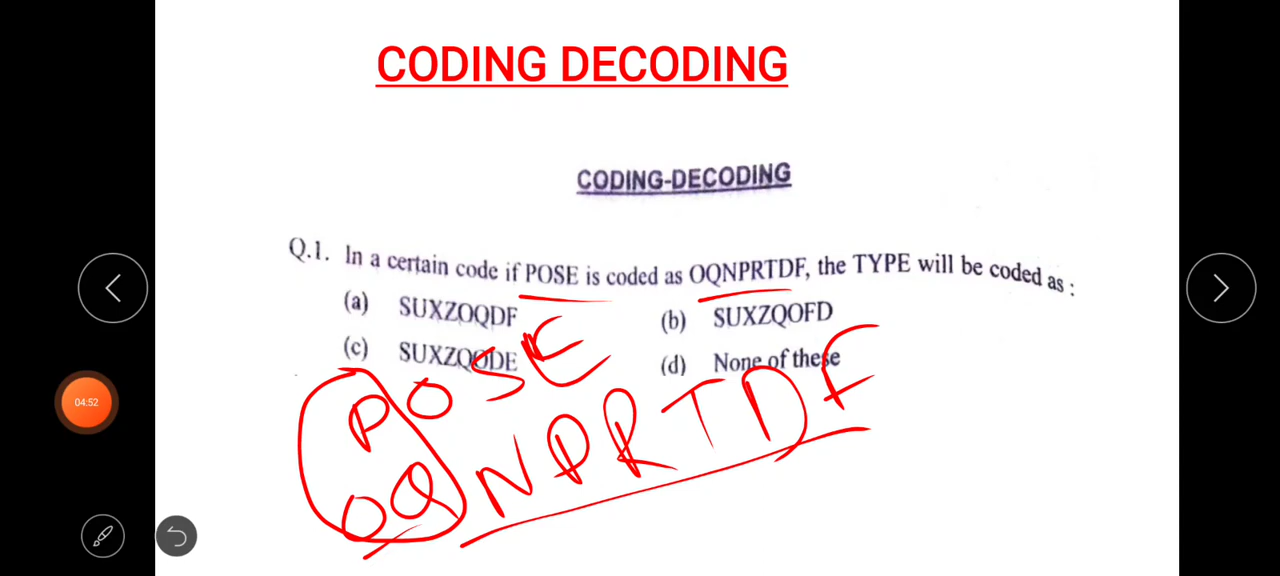 CODING DECODING
CODING-DECODING
Q.1. In a certain code if POSE is coded as OQNPRTDF, the TYPE will be coded as :
(a) SUXZOQDF
(b) SUXZQOFD
(c) SUXZQODE
(d) None of these
POSE
OQNPRTDF
04:52